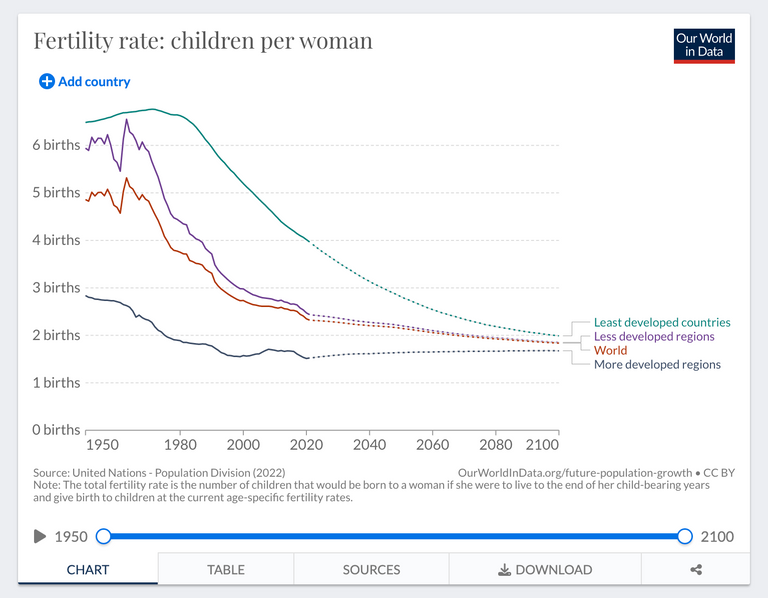 Fertility rate: children per woman
Our World
in Data
Add country
6 births
5 births
4 births
3 births
2 births
1 births
0 births
1950 1980 2000 2020 2040 2060 2080 2100
Least developed countries
Less developed regions
World
More developed regions
Source: United Nations - Population Division (2022)
OurWorldInData.org/future-population-growth • CC BY
Note: The total fertility rate is the number of children that would be born to a woman if she were to live to the end of her child-bearing years
and give birth to children at the current age-specific fertility rates.
1950 2100
CHART TABLE SOURCES DOWNLOAD